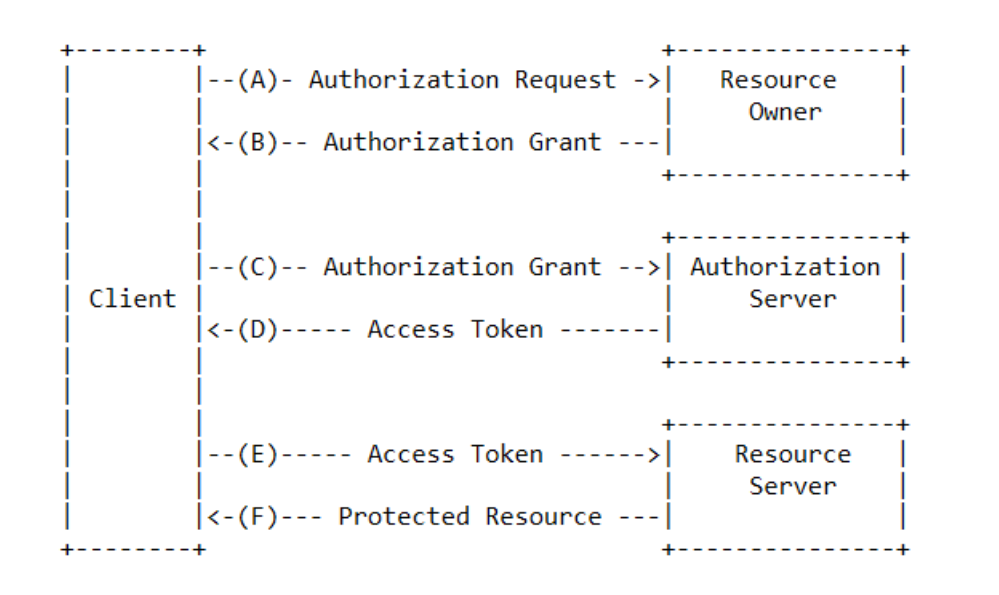 +--------+                               +---------------+
|        |--(A)- Authorization Request ->|   Resource    |
|        |                               |     Owner     |
|        |<-(B)-- Authorization Grant ---|               |
|        |                               +---------------+
|        |
|        |                               +---------------+
|        |--(C)-- Authorization Grant -->| Authorization |
| Client |                               |     Server    |
|        |<-(D)----- Access Token -------|               |
|        |                               +---------------+
|        |
|        |                               +---------------+
|        |--(E)----- Access Token ------>|    Resource   |
|        |                               |     Server    |
|        |<-(F)--- Protected Resource ---|               |
+--------+                               +---------------+